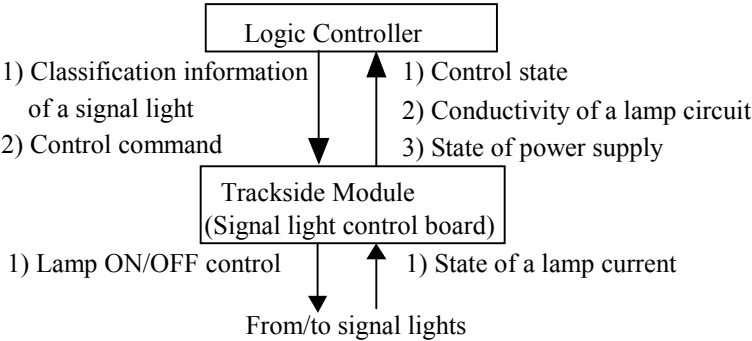 Logic Controller
1) Classification information
of a signal light
2) Control command
1) Control state
2) Conductivity of a lamp circuit
3) State of power supply
Trackside Module
(Signal light control board)
1) Lamp ON/OFF control
1) State of a lamp current
From/to signal lights